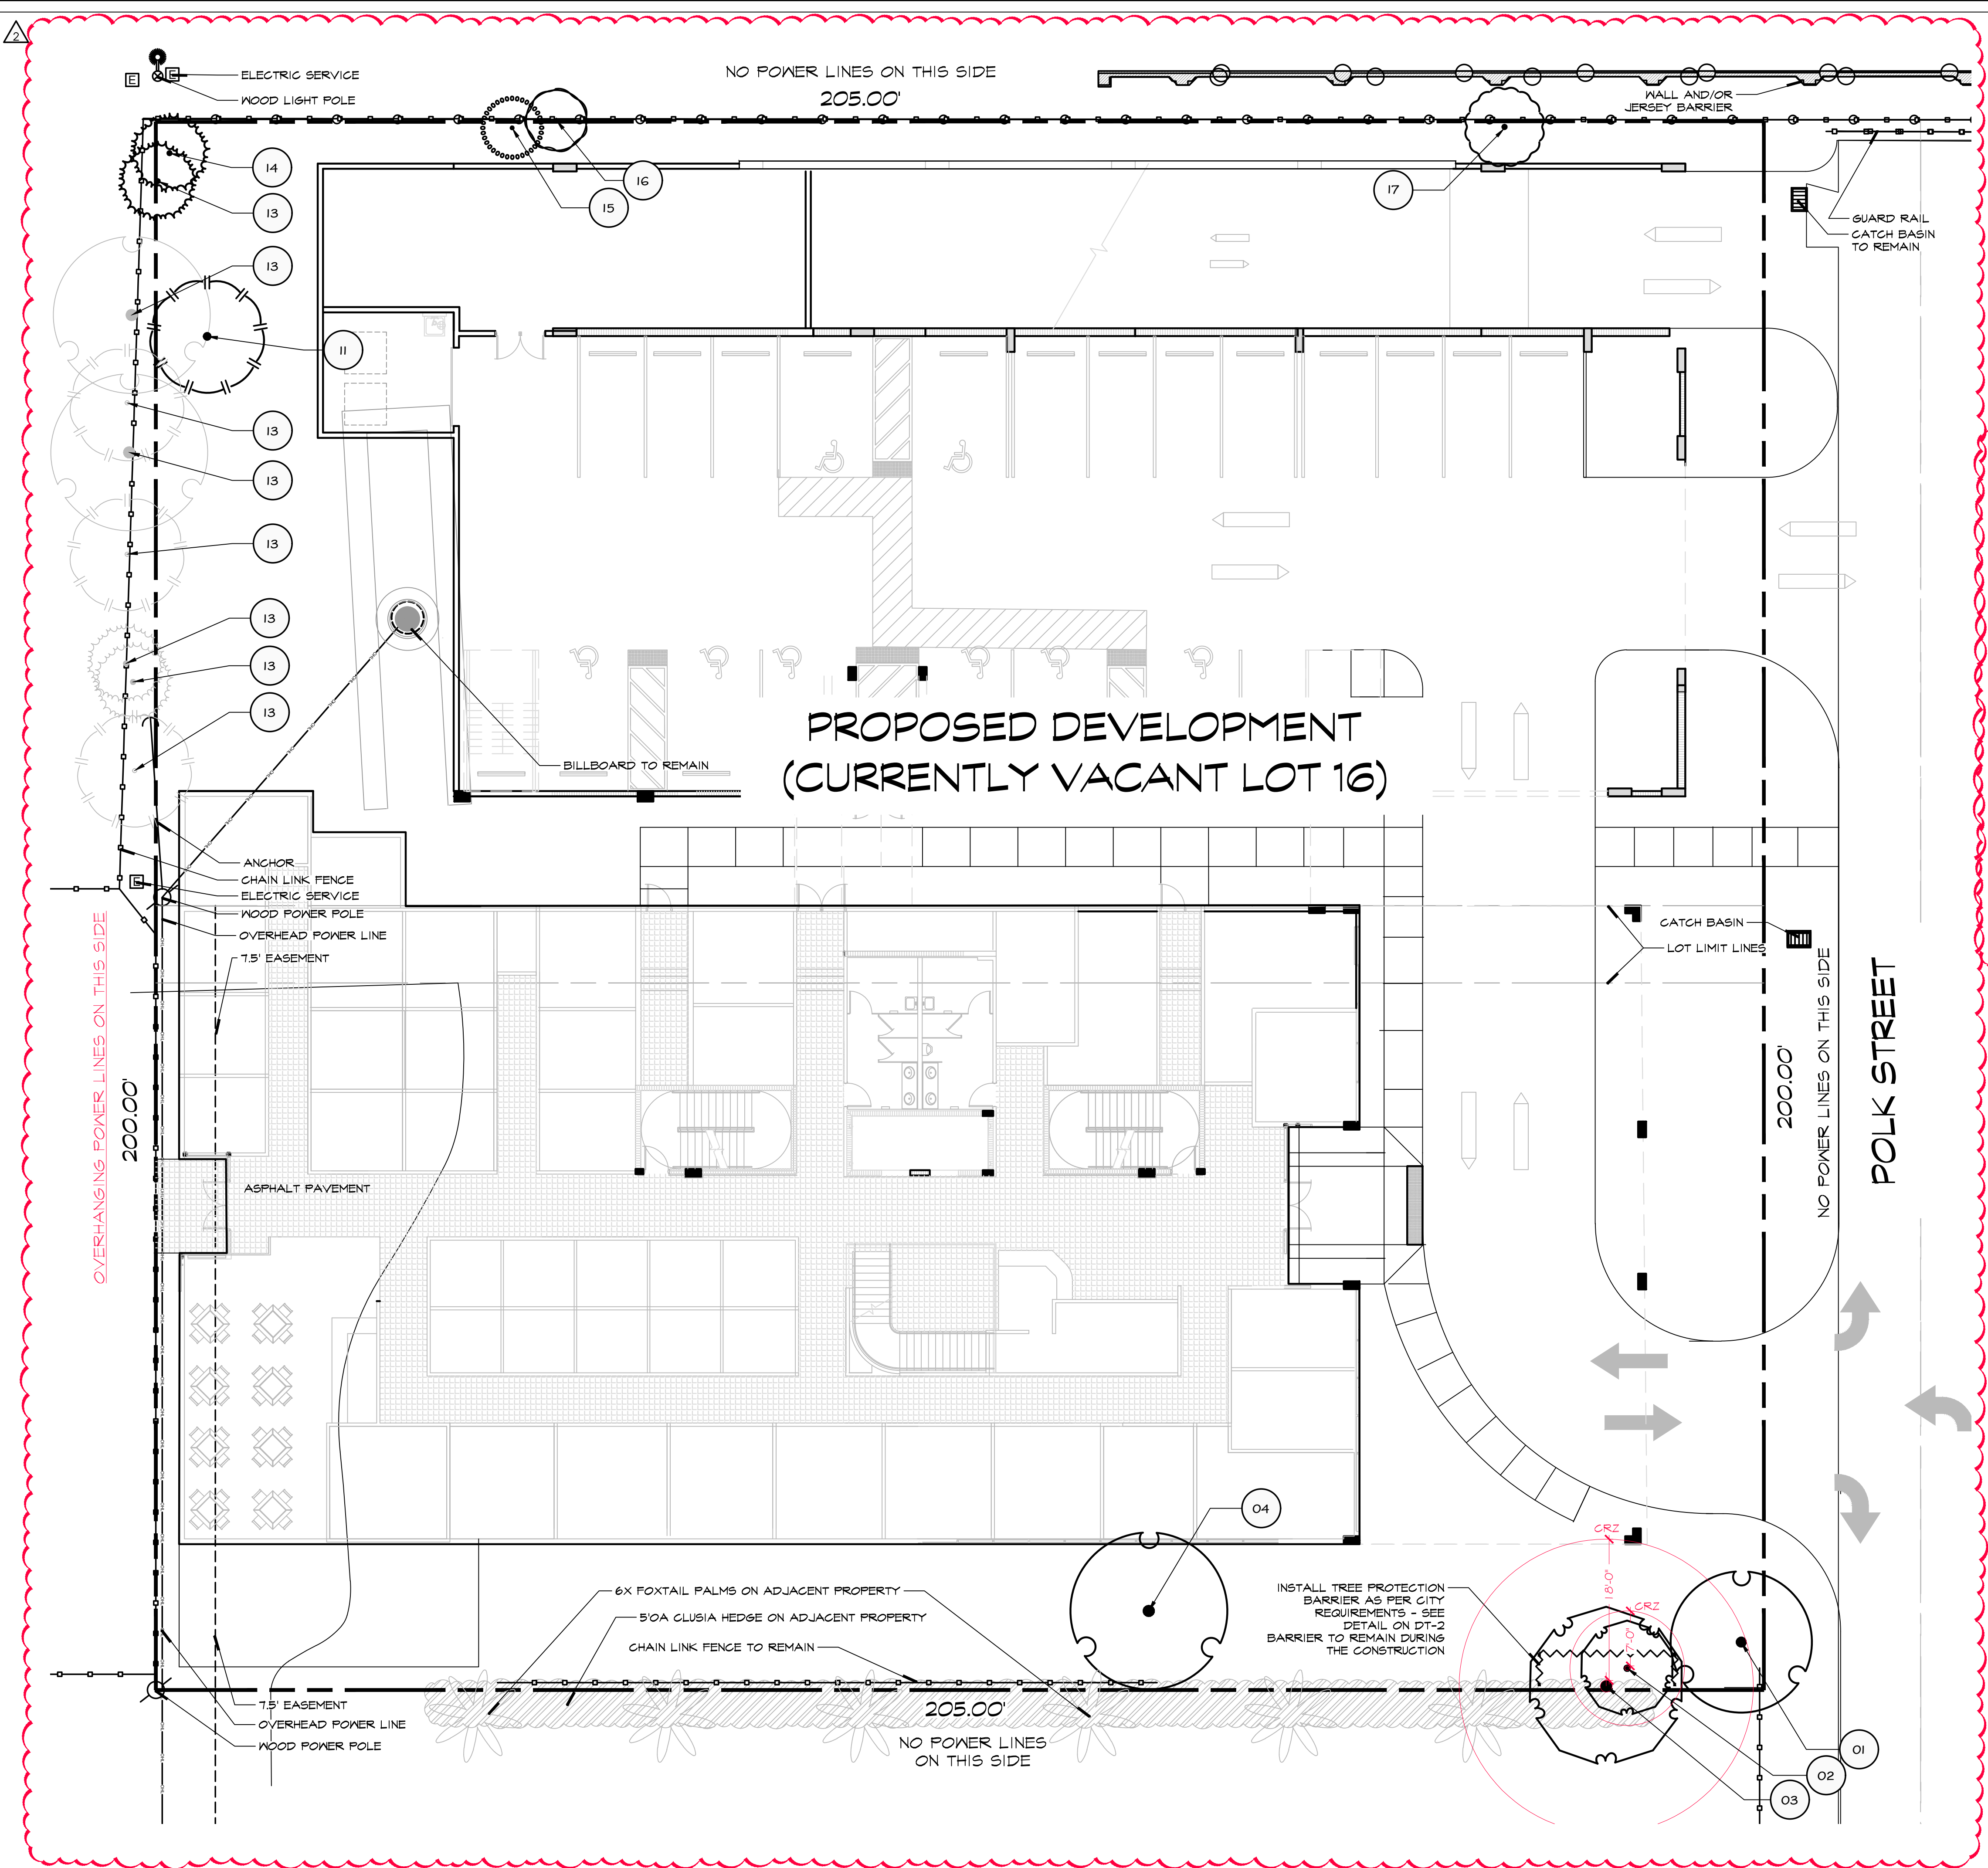 2
E
E
ELECTRIC SERVICE
WOOD LIGHT POLE
NO POWER LINES ON THIS SIDE
205.00'
WALL AND/OR
JERSEY BARRIER
14
13
13
11
13
13
13
13
13
13
16
15
17
GUARD RAIL
CATCH BASIN
TO REMAIN
BILLBOARD TO REMAIN
PROPOSED DEVELOPMENT
(CURRENTLY VACANT LOT 16)
ANCHOR
CHAIN LINK FENCE
E
ELECTRIC SERVICE
WOOD POWER POLE
OVERHEAD POWER LINE
7.5' EASEMENT
OVERHANGING POWER LINES ON THIS SIDE
200.00'
ASPHALT PAVEMENT
CATCH BASIN
LOT LIMIT LINES
NO POWER LINES ON THIS SIDE
200.00'
POLK STREET
04
CRZ
18'-0"
CRZ
7'-0"
6X FOXTAIL PALMS ON ADJACENT PROPERTY
5'OA CLUSIA HEDGE ON ADJACENT PROPERTY
CHAIN LINK FENCE TO REMAIN
INSTALL TREE PROTECTION
BARRIER AS PER CITY
REQUIREMENTS - SEE
DETAIL ON DT-2
BARRIER TO REMAIN DURING
THE CONSTRUCTION
7.5' EASEMENT
OVERHEAD POWER LINE
WOOD POWER POLE
205.00'
NO POWER LINES
ON THIS SIDE
01
02
03